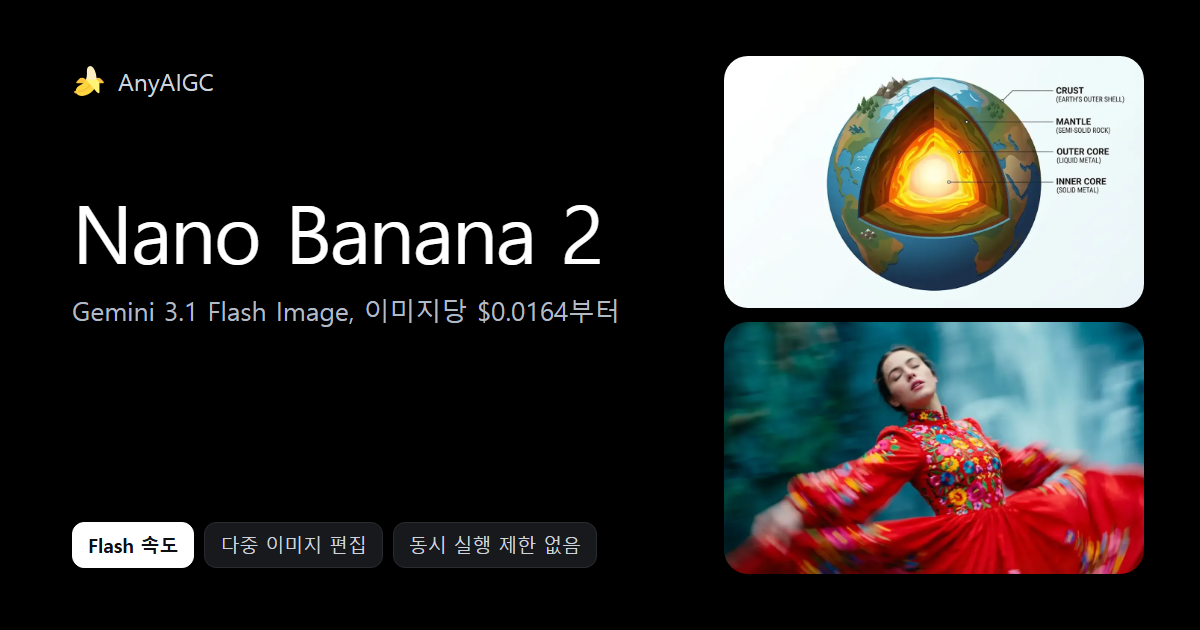 AnyAIGC
Nano Banana 2
Gemini 3.1 Flash Image, 이미지당 $0.0164부터
Flash 속도
다중 이미지 편집
동시 실행 제한 없음
CRUST
(EARTH'S OUTER SHELL)
MANTLE
(SEMI-SOLID ROCK)
OUTER CORE
(LIQUID METAL)
INNER CORE
(SOLID METAL)